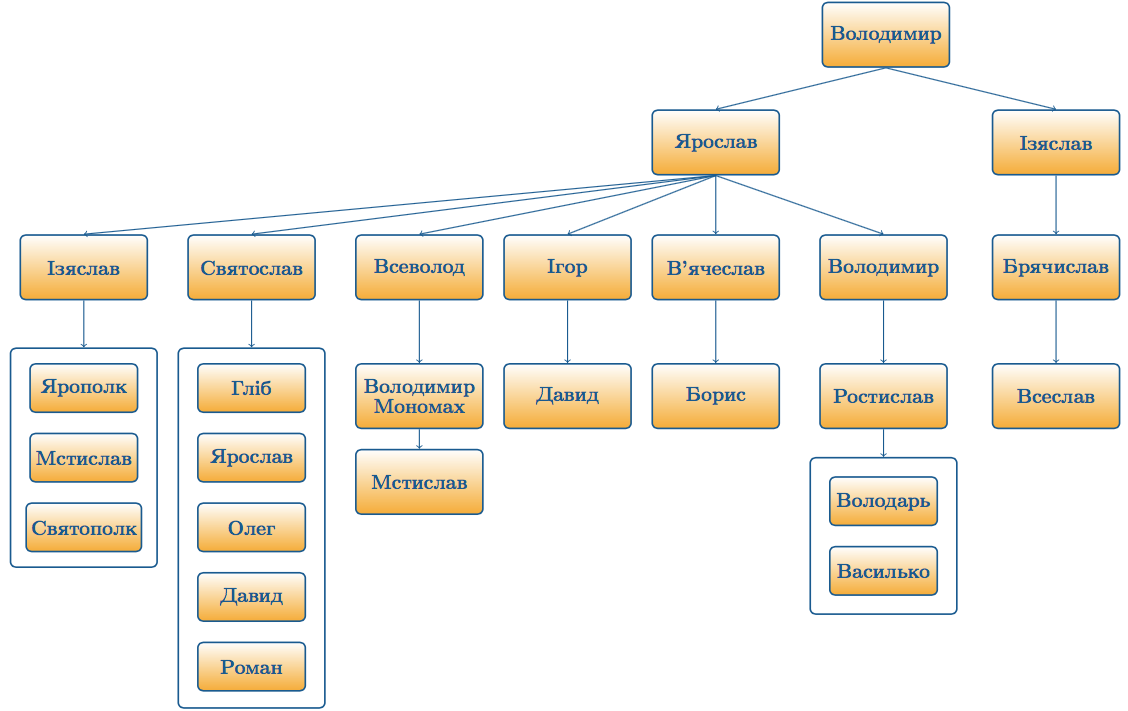 Володимир
Ярослав
Ізяслав
Ізяслав
Святослав
Всеволод
Ігор
В'ячеслав
Володимир
Брячислав
Ярополк
Мстислав
Святополк
Гліб
Ярослав
Олег
Давид
Роман
Володимир
Мономах
Мстислав
Давид
Борис
Ростислав
Володарь
Василько
Всеслав